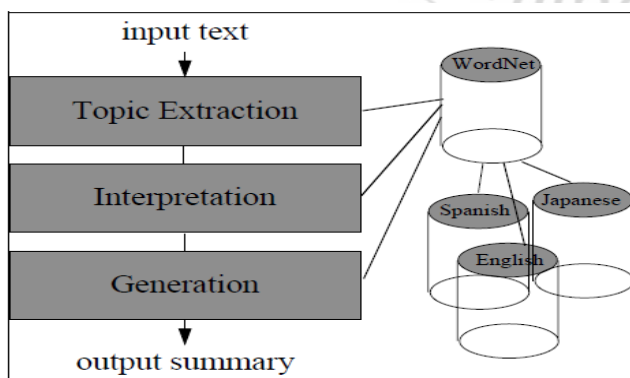 input text
Topic Extraction
Interpretation
Generation
output summary
WordNet
Spanish
Japanese
English